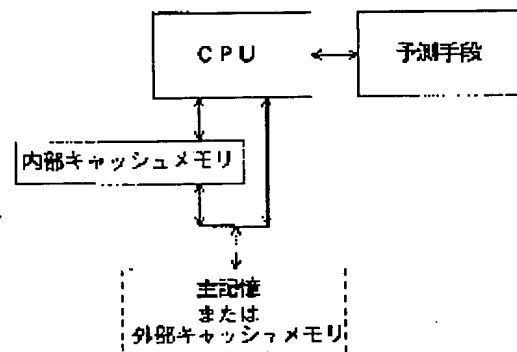 CPU
予測手段
内部キャッシュメモリ
主記憶
または
外部キャッシュメモリ